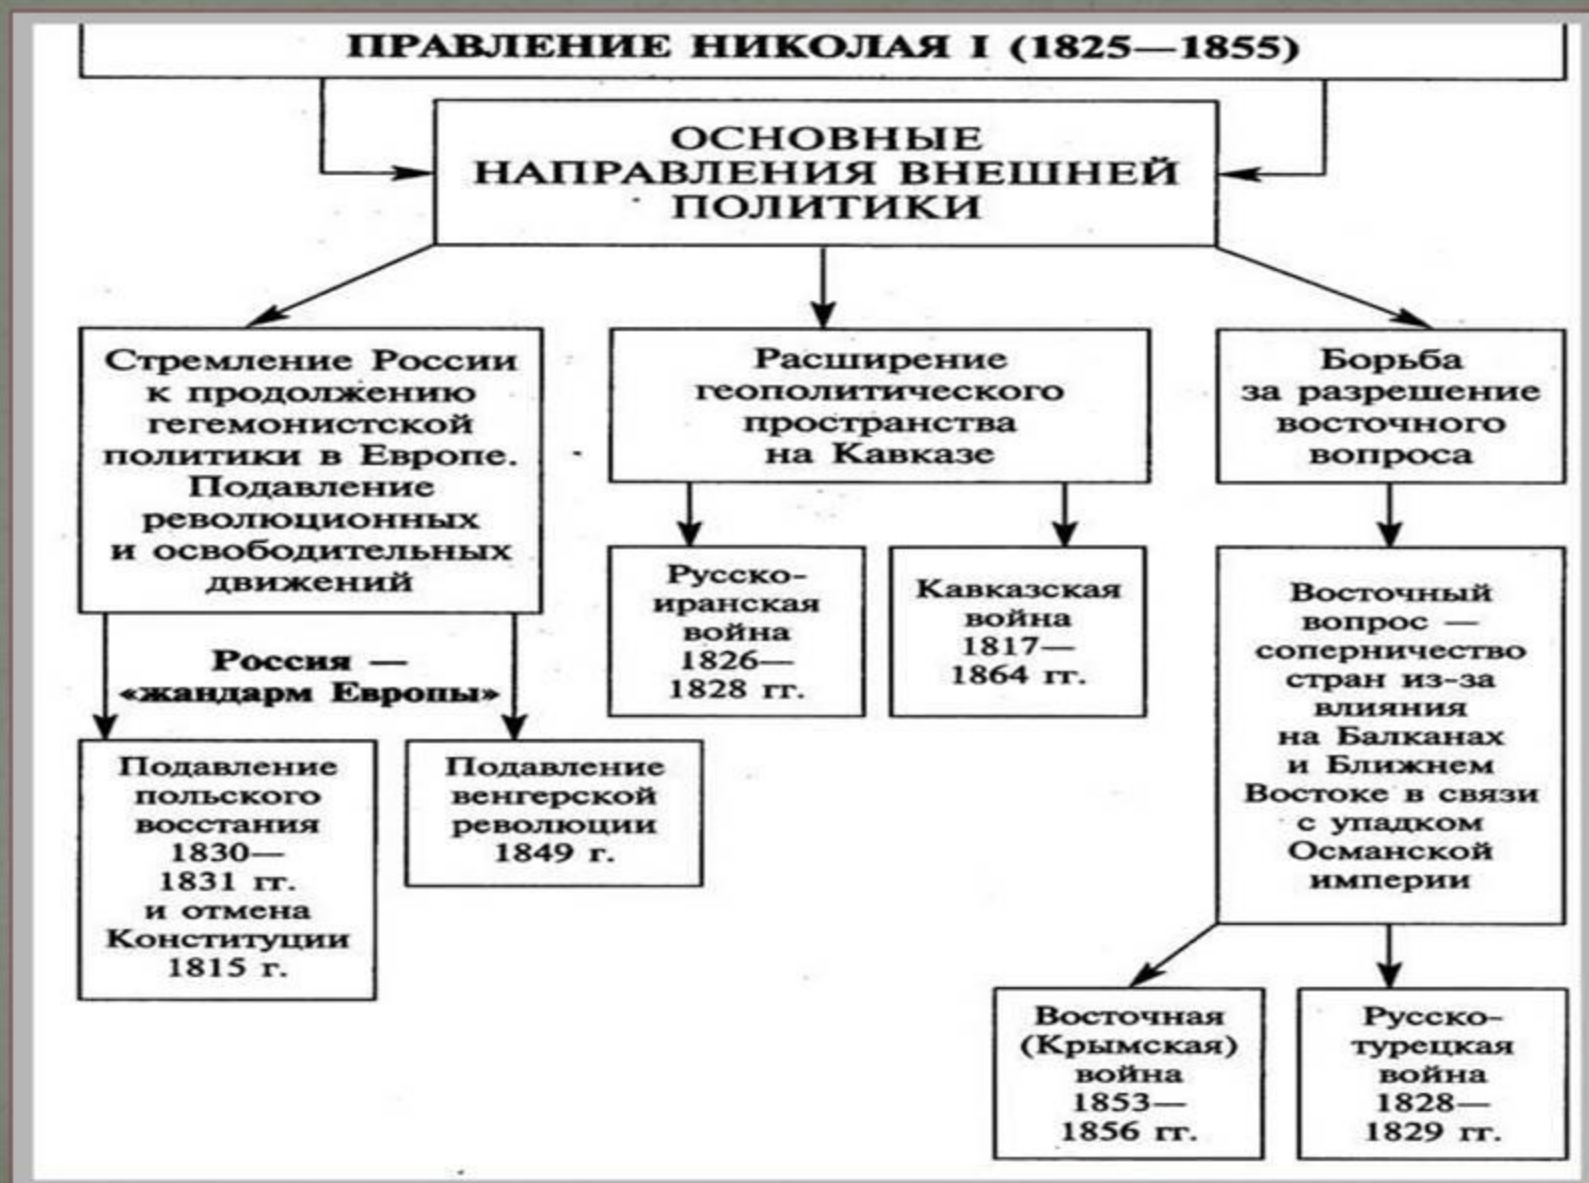 ПРАВЛЕНИЕ НИКОЛАЯ I (1825—1855)
ОСНОВНЫЕ
НАПРАВЛЕНИЯ ВНЕШНЕЙ
ПОЛИТИКИ
Стремление России
к продолжению
гегемонистской
политики в Европе.
Подавление
революционных
и освободительных
движений
Расширение
геополитического
пространства
на Кавказе
Борьба
за разрешение
восточного
вопроса
Россия —
«жандарм Европы»
Подавление
польского
восстания
1830—
1831 гг.
и отмена
Конституции
1815 г.
Подавление
венгерской
революции
1849 г.
Русско-
иранская
война
1826—
1828 гг.
Кавказская
война
1817—
1864 гг.
Восточный
вопрос —
соперничество
стран из-за
влияния
на Балканах
и Ближнем
Востоке в связи
с упадком
Османской
империи
Восточная
(Крымская)
война
1853—
1856 гг.
Русско-
турецкая
война
1828—
1829 гг.